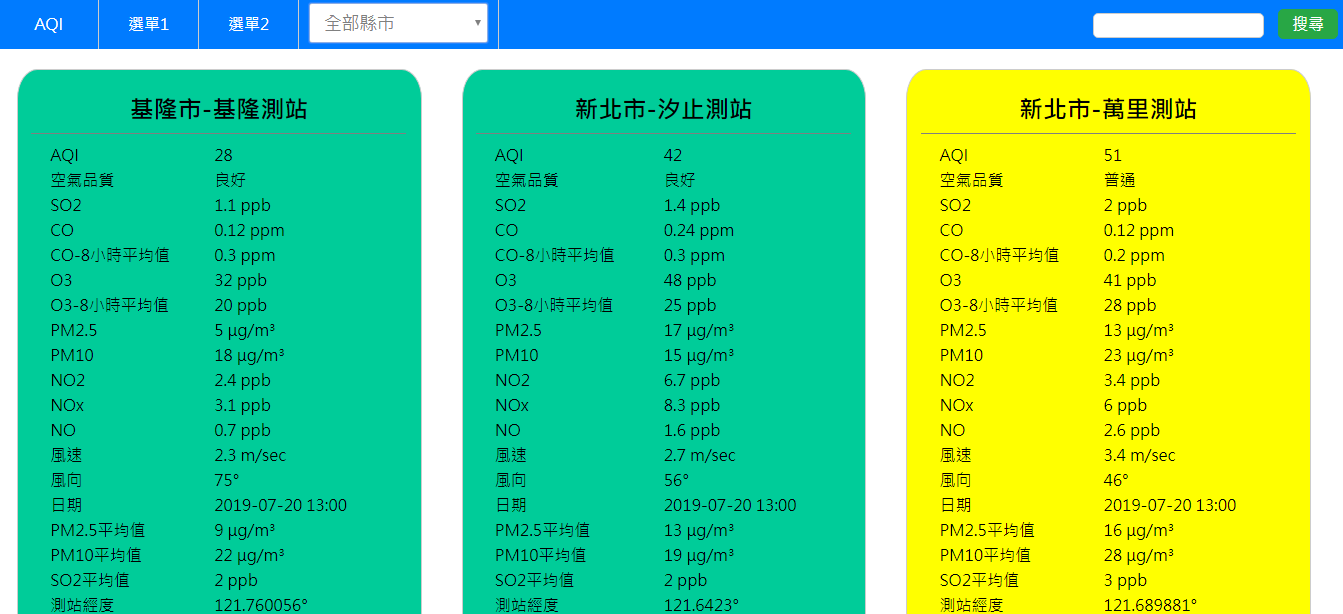 AQI 選單1 選單2 全部縣市 搜尋
基隆市-基隆測站
AQI 28
空氣品質 良好
SO2 1.1 ppb
CO 0.12 ppm
CO-8小時平均值 0.3 ppm
O3 32 ppb
O3-8小時平均值 20 ppb
PM2.5 5 μg/m³
PM10 18 μg/m³
NO2 2.4 ppb
NOx 3.1 ppb
NO 0.7 ppb
風速 2.3 m/sec
風向 75°
日期 2019-07-20 13:00
PM2.5平均值 9 μg/m³
PM10平均值 22 μg/m³
SO2平均值 2 ppb
測站經度 121.760056°
新北市-汐止測站
AQI 42
空氣品質 良好
SO2 1.4 ppb
CO 0.24 ppm
CO-8小時平均值 0.3 ppm
O3 48 ppb
O3-8小時平均值 25 ppb
PM2.5 17 μg/m³
PM10 15 μg/m³
NO2 6.7 ppb
NOx 8.3 ppb
NO 1.6 ppb
風速 2.7 m/sec
風向 56°
日期 2019-07-20 13:00
PM2.5平均值 13 μg/m³
PM10平均值 19 μg/m³
SO2平均值 2 ppb
測站經度 121.6423°
新北市-萬里測站
AQI 51
空氣品質 普通
SO2 2 ppb
CO 0.12 ppm
CO-8小時平均值 0.2 ppm
O3 41 ppb
O3-8小時平均值 28 ppb
PM2.5 13 μg/m³
PM10 23 μg/m³
NO2 3.4 ppb
NOx 6 ppb
NO 2.6 ppb
風速 3.4 m/sec
風向 46°
日期 2019-07-20 13:00
PM2.5平均值 16 μg/m³
PM10平均值 28 μg/m³
SO2平均值 3 ppb
測站經度 121.689881°